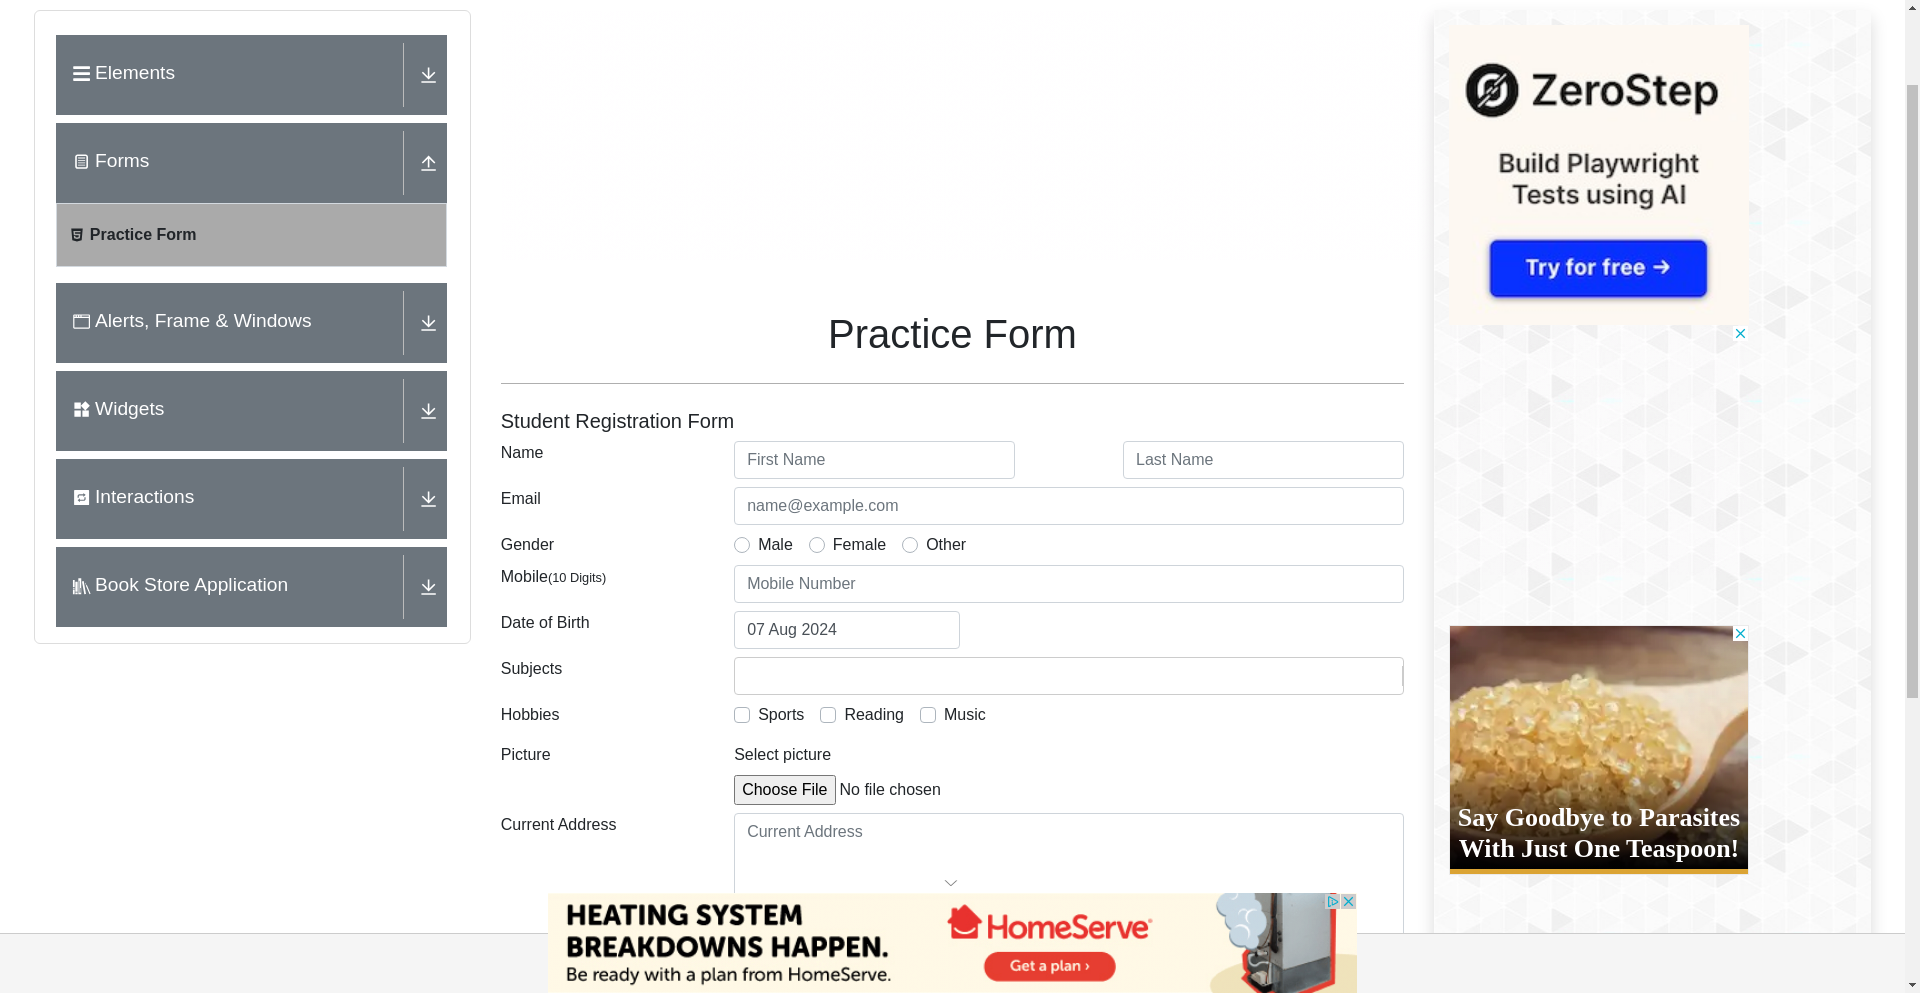 Elements
Forms
Practice Form
Alerts, Frame & Windows
Widgets
Interactions
Book Store Application
Practice Form
Student Registration Form
Name
First Name
Last Name
Email
name@example.com
Gender
Male
Female
Other
Mobile(10 Digits)
Mobile Number
Date of Birth
07 Aug 2024
Subjects
Hobbies
Sports
Reading
Music
Picture
Select picture
Choose File No file chosen
Current Address
Current Address
ZeroStep
Build Playwright
Tests using AI
Try for free →
Say Goodbye to Parasites
With Just One Teaspoon!
HEATING SYSTEM
BREAKDOWNS HAPPEN.
Be ready with a plan from HomeServe.
HomeServe
Get a plan ›